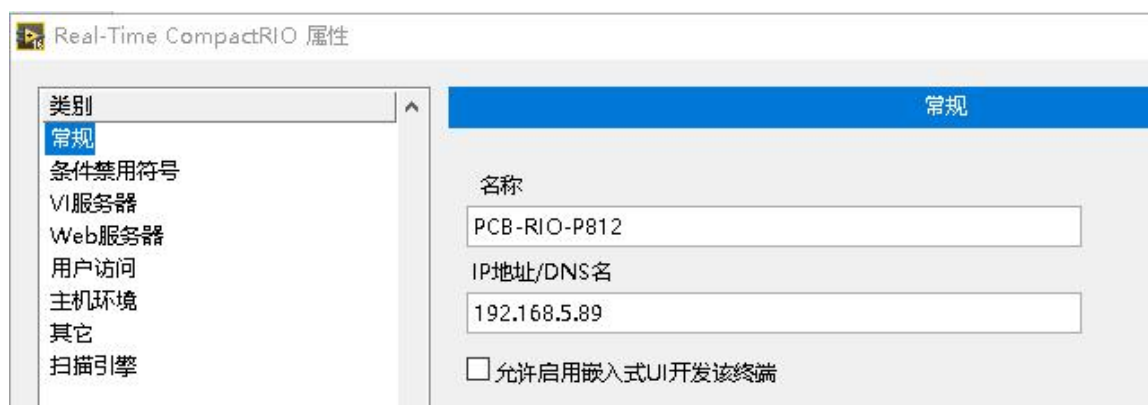 Real-Time CompactRIO 属性
类别
常规
条件禁用符号
VI服务器
Web服务器
用户访问
主机环境
其它
扫描引擎
常规
名称
PCB-RIO-P812
IP地址/DNS名
192.168.5.89
允许启用嵌入式UI开发该终端